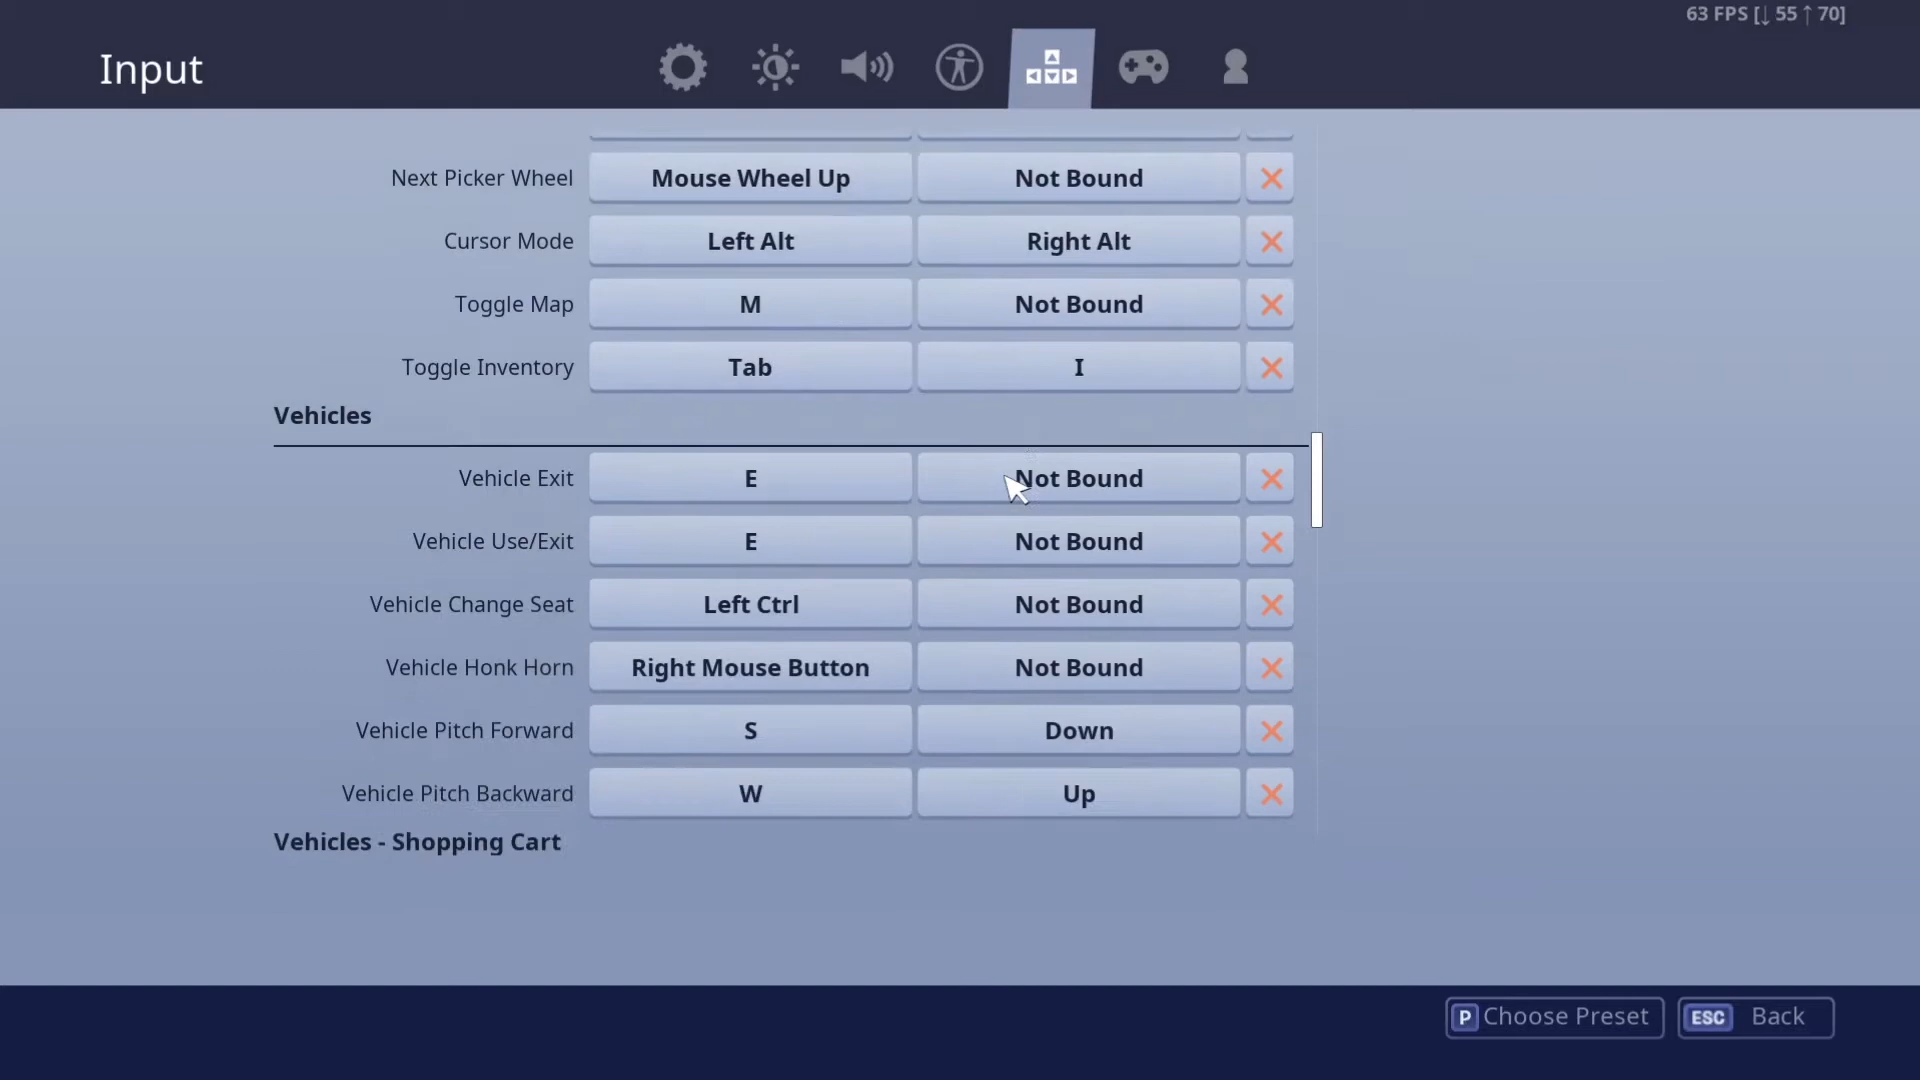 63 FPS [↓ 55 ↑ 70]
Input
Next Picker Wheel Mouse Wheel Up Not Bound
Cursor Mode Left Alt Right Alt
Toggle Map M Not Bound
Toggle Inventory Tab I
Vehicles
Vehicle Exit E Not Bound
Vehicle Use/Exit E Not Bound
Vehicle Change Seat Left Ctrl Not Bound
Vehicle Honk Horn Right Mouse Button Not Bound
Vehicle Pitch Forward S Down
Vehicle Pitch Backward W Up
Vehicles - Shopping Cart
P Choose Preset ESC Back